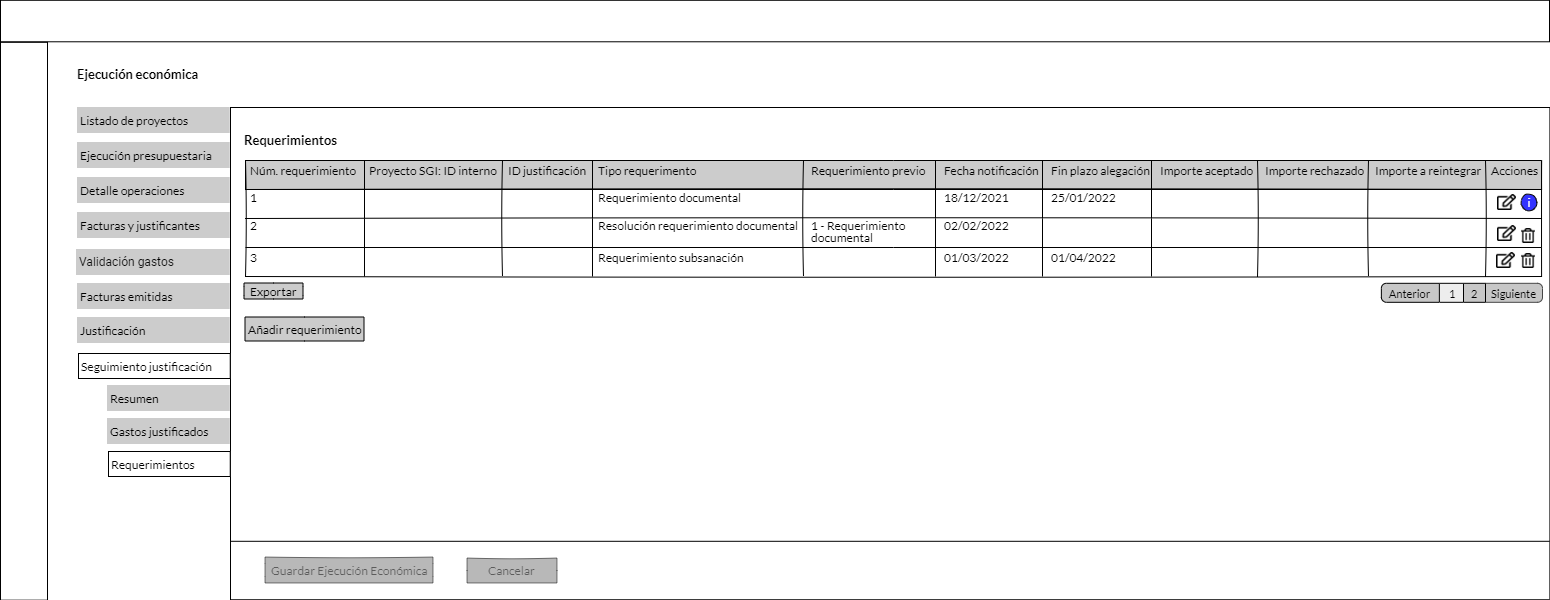 Ejecución económica
Listado de proyectos
Ejecución presupuestaria
Detalle operaciones
Facturas y justificantes
Validación gastos
Facturas emitidas
Justificación
Seguimiento justificación
Resumen
Gastos justificados
Requerimientos
Requerimientos
Núm. requerimiento Proyecto SGI: ID interno ID justificación Tipo requerimento Requerimiento previo Fecha notificación Fin plazo alegación Importe aceptado Importe rechazado Importe a reintegrar Acciones
1 Requerimiento documental 18/12/2021 25/01/2022 i
2 Resolución requerimiento documental 1 - Requerimiento 02/02/2022
documental
3 Requerimiento subsanación 01/03/2022 01/04/2022
Exportar Anterior 1 2 Siguiente
Añadir requerimiento
Guardar Ejecución Económica Cancelar